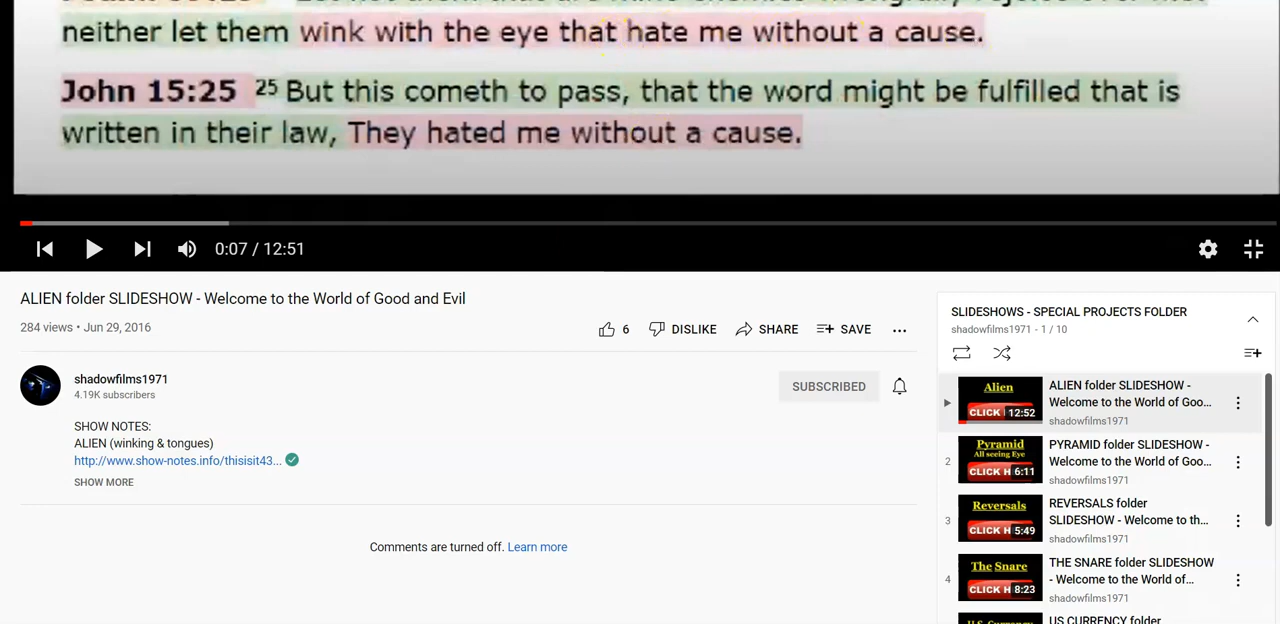 neither let them wink with the eye that hate me without a cause.
John 15:25 25 But this cometh to pass, that the word might be fulfilled that is
written in their law, They hated me without a cause.
0:07 / 12:51
ALIEN folder SLIDESHOW - Welcome to the World of Good and Evil
284 views • Jun 29, 2016
6 DISLIKE SHARE SAVE
shadowfilms1971
4.19K subscribers
SUBSCRIBED
SHOW NOTES:
ALIEN (winking & tongues)
http://www.show-notes.info/thisisit43...
SHOW MORE
Comments are turned off. Learn more
SLIDESHOWS - SPECIAL PROJECTS FOLDER
shadowfilms1971 - 1 / 10
Alien
CLICK
12:52
ALIEN folder SLIDESHOW -
Welcome to the World of Goo...
shadowfilms1971
2
Pyramid
All seeing Eye
CLICK H
6:11
PYRAMID folder SLIDESHOW -
Welcome to the World of Goo...
shadowfilms1971
3
Reversals
CLICK H
5:49
REVERSALS folder
SLIDESHOW - Welcome to th...
shadowfilms1971
4
The Snare
CLICK H
8:23
THE SNARE folder SLIDESHOW
- Welcome to the World of...
shadowfilms1971
U.S. Currency
US CURRENCY folder